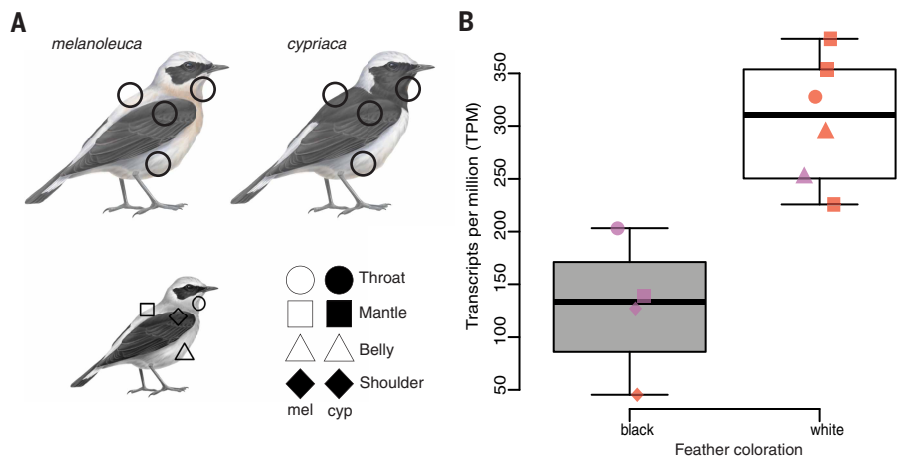 A
melanoleuca
cypriaca
Throat
Mantle
Belly
Shoulder
mel cyp
B
Transcripts per million (TPM)
350
300
250
200
150
100
50
black
white
Feather coloration